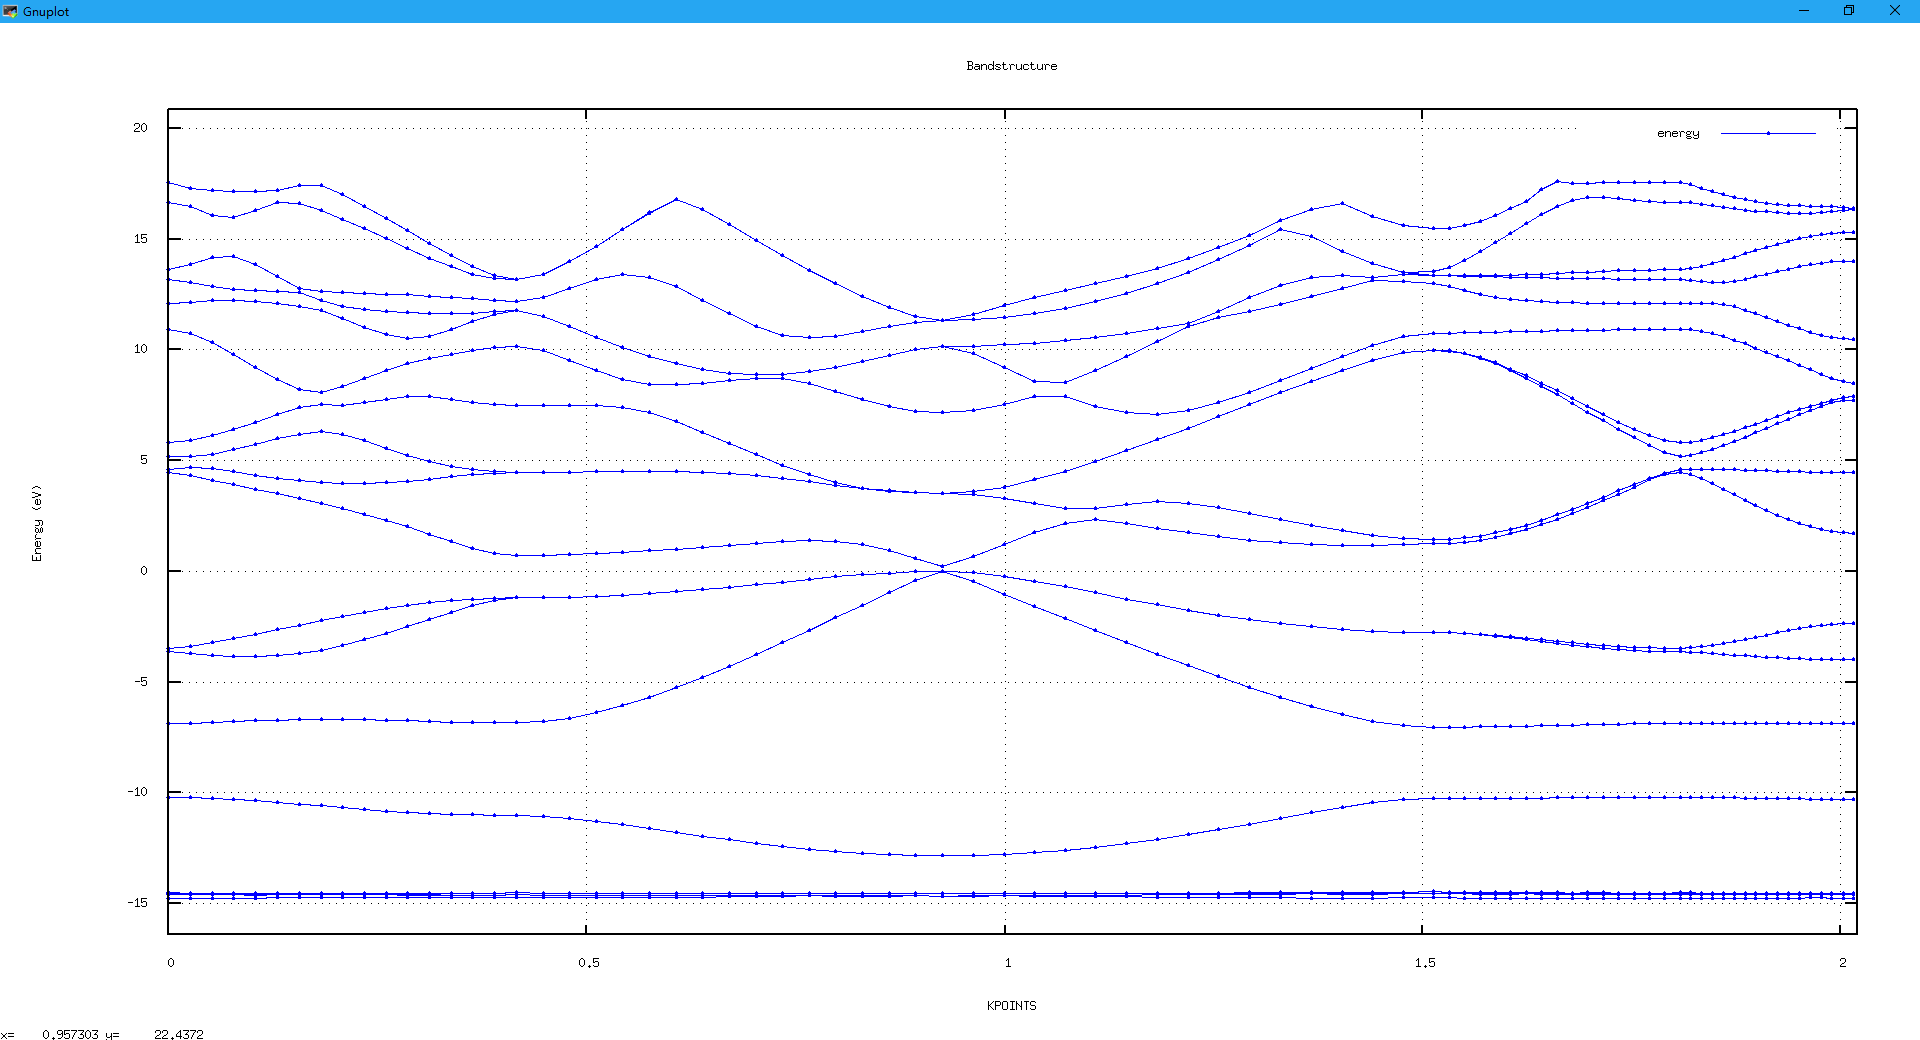 Gnuplot
Bandstructure
energy
20
15
10
5
0
-5
-10
-15
Energy (eV)
0 0.5 1 1.5 2
KPOINTS
x= 0.957303 y= 22.4372